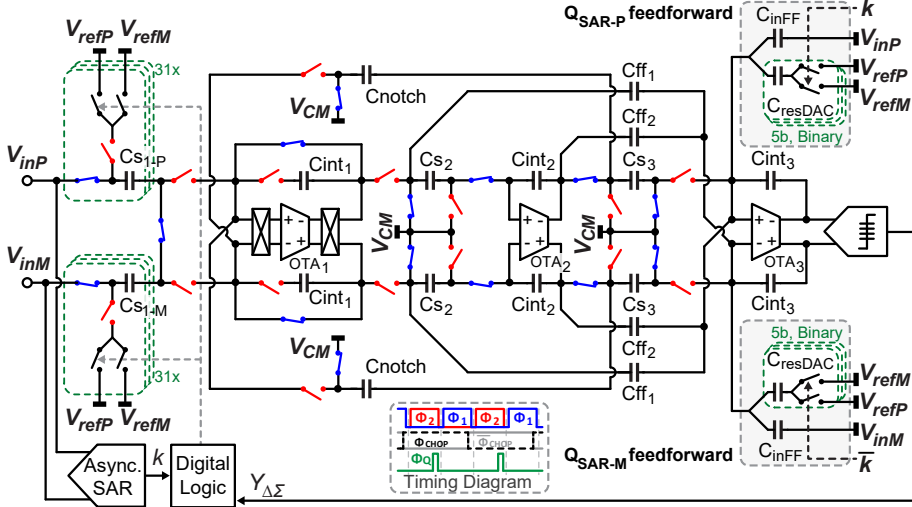 Q_SAR-P feedforward
C_inFF
k
V_inP
V_refP
V_refM
C_resDAC
5b, Binary
V_refP V_refM
31x
V_CM
Cnotch
Cff_1
Cff_2
V_inP
Cs_1-P
Cint_1
Cs_2
Cint_2
Cs_3
Cint_3
+ - - +
OTA_1
V_CM
+ - - +
OTA_2
V_CM
+ - - +
OTA_3
V_inM
Cs_1-M
Cint_1
Cs_2
Cint_2
Cs_3
Cint_3
31x
V_CM
Cnotch
Cff_2
Cff_1
V_refP V_refM
5b, Binary
C_resDAC
V_refM
V_refP
C_inFF
V_inM
k̅
Q_SAR-M feedforward
Φ_2 Φ_1 Φ_2 Φ_1
Φ_CHOP Φ̅_CHOP
Φ_Q
Timing Diagram
Async. SAR
k
Digital Logic
Y_ΔΣ